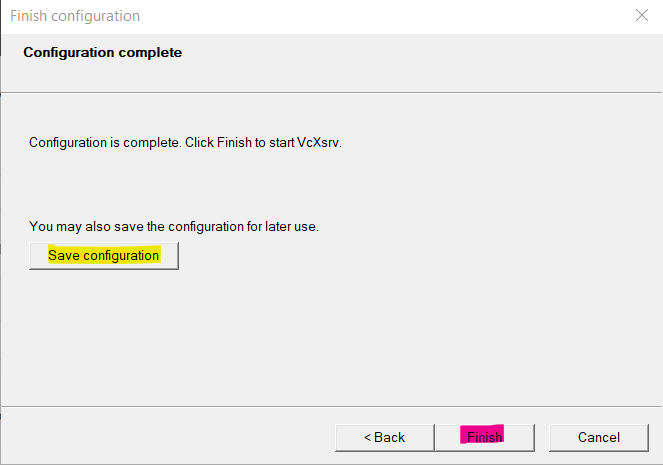 Finish configuration
Configuration complete
Configuration is complete. Click Finish to start VcXsrv.
You may also save the configuration for later use.
Save configuration
< Back
Finish
Cancel